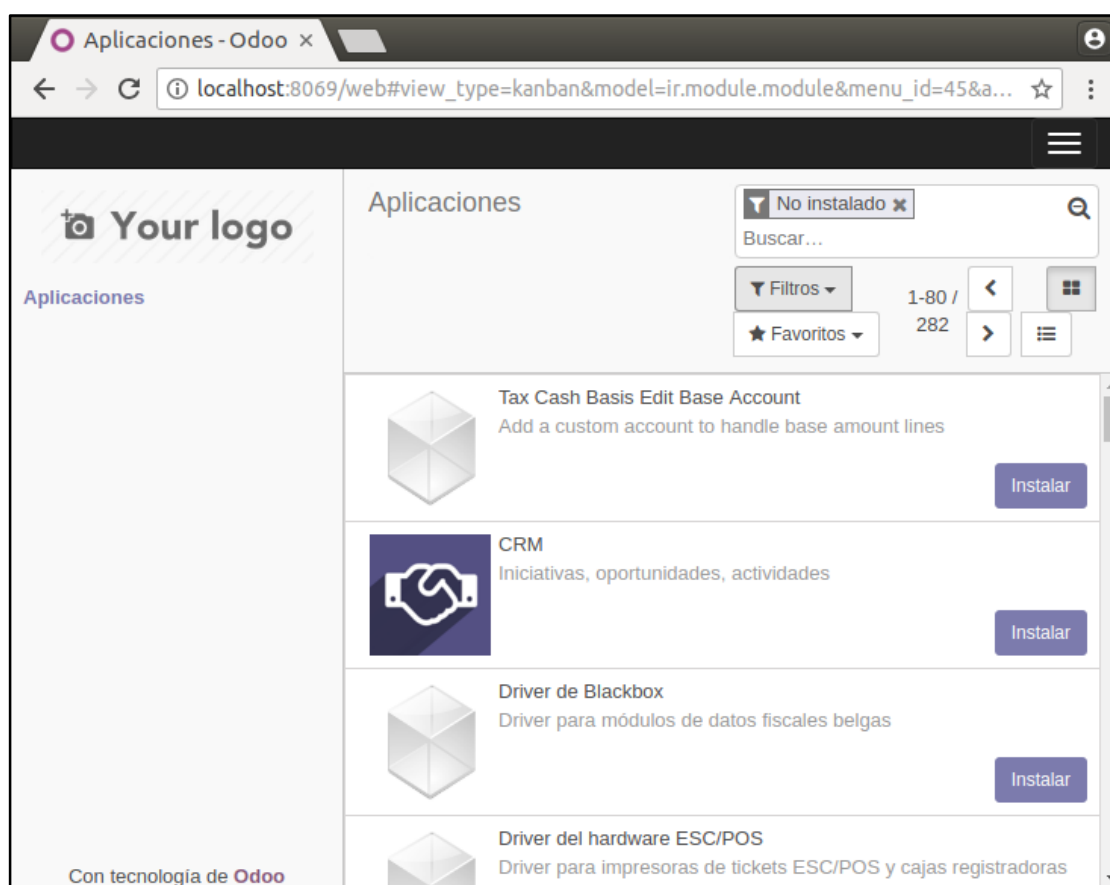 Aplicaciones - Odoo
localhost:8069/web#view_type=kanban&model=ir.module.module&menu_id=45&a...
Your logo
Aplicaciones
Aplicaciones
No instalado
Buscar...
Filtros
Favoritos
1-80 /
282
Tax Cash Basis Edit Base Account
Add a custom account to handle base amount lines
Instalar
CRM
Iniciativas, oportunidades, actividades
Instalar
Driver de Blackbox
Driver para módulos de datos fiscales belgas
Instalar
Driver del hardware ESC/POS
Driver para impresoras de tickets ESC/POS y cajas registradoras
Con tecnología de Odoo